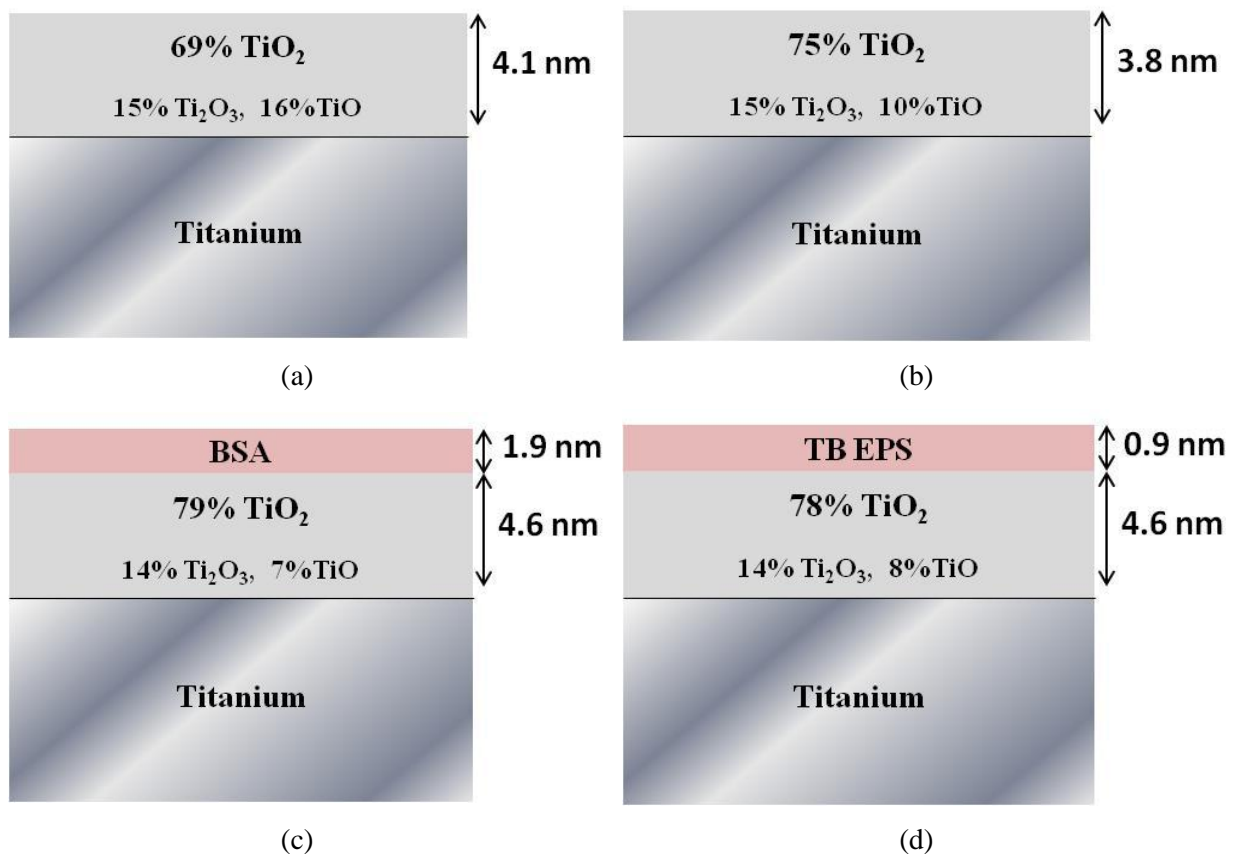 69% TiO₂
4.1 nm
15% Ti₂O₃, 16%TiO
Titanium
(a)
75% TiO₂
3.8 nm
15% Ti₂O₃, 10%TiO
Titanium
(b)
BSA
1.9 nm
79% TiO₂
4.6 nm
14% Ti₂O₃, 7%TiO
Titanium
(c)
TB EPS
0.9 nm
78% TiO₂
4.6 nm
14% Ti₂O₃, 8%TiO
Titanium
(d)